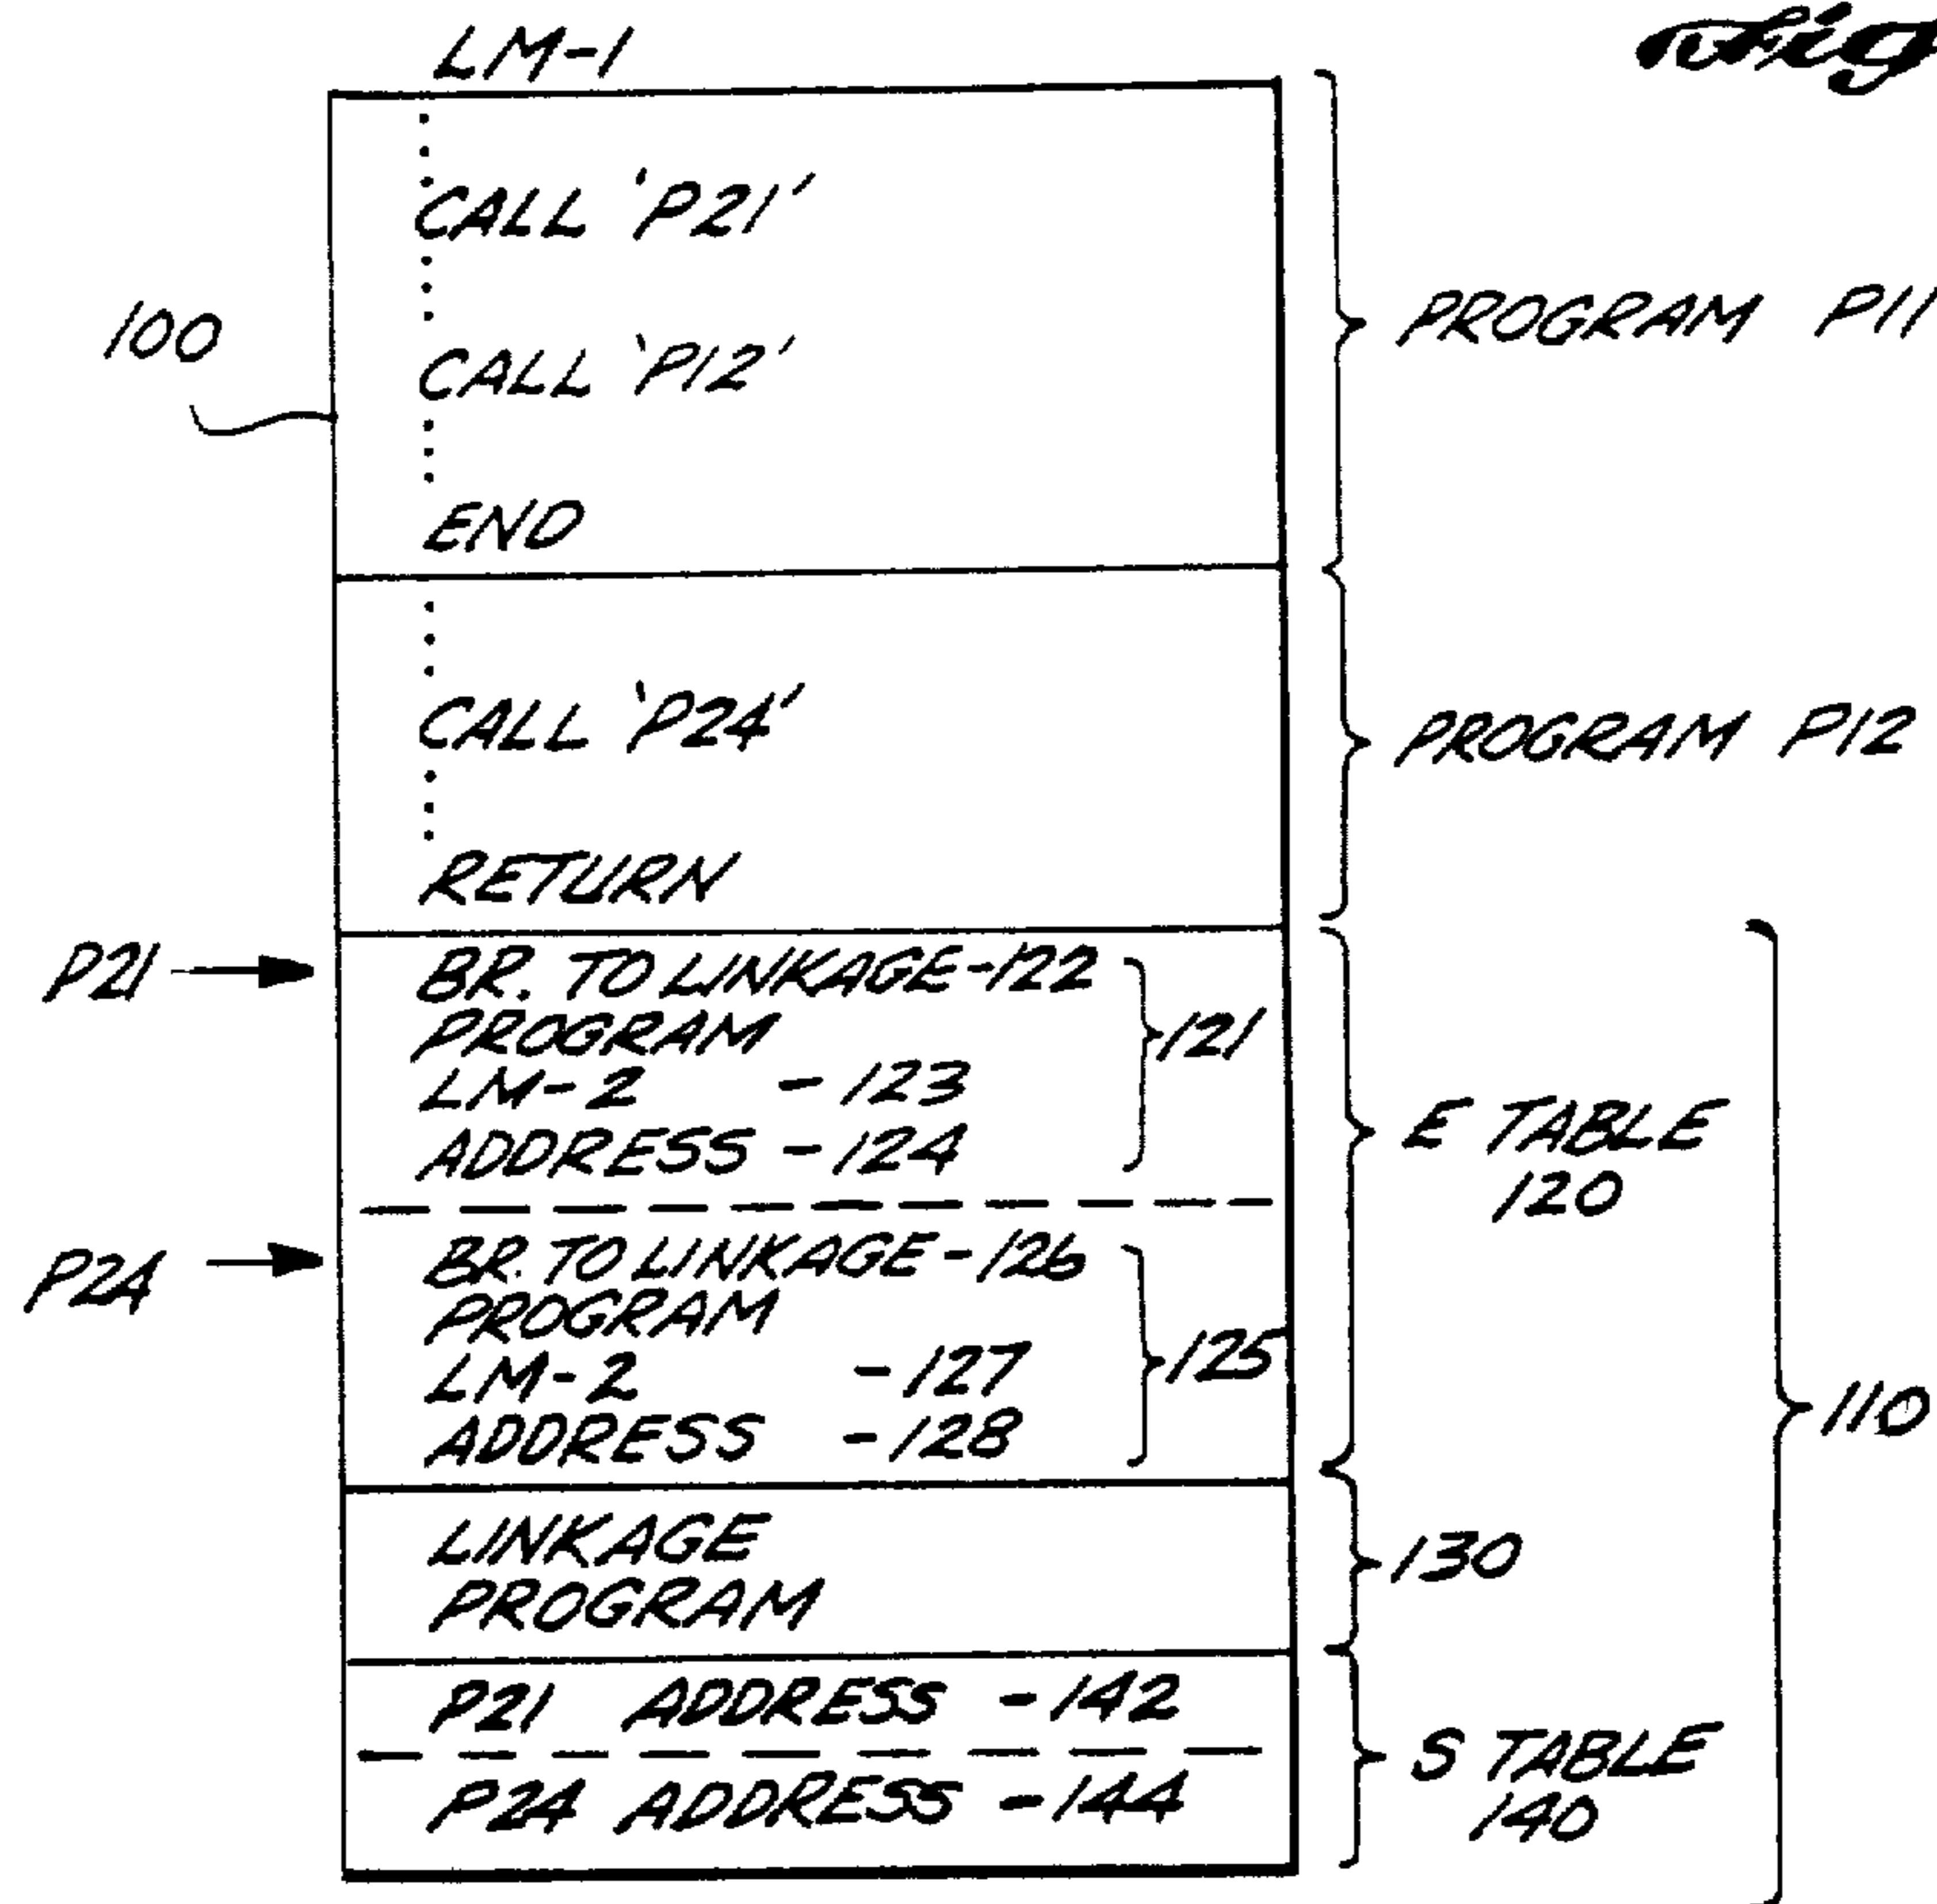 LM-1
Fig
CALL 'P21'
100
CALL 'P12'
END
PROGRAM P11
CALL 'P24'
RETURN
PROGRAM P12
P21
BR. TO LINKAGE-122
PROGRAM
LM-2 -123
ADDRESS -124
121
P24
BR. TO LINKAGE-126
PROGRAM
LM-2 -127
ADDRESS -128
125
E TABLE
120
110
LINKAGE
PROGRAM
130
P21 ADDRESS -142
P24 ADDRESS -144
S TABLE
140